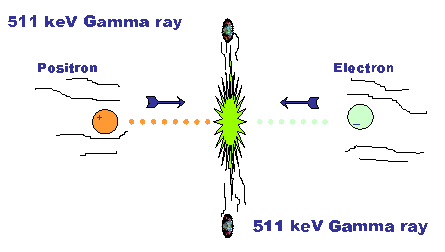 511 keV Gamma ray
Positron
Electron
+
−
511 keV Gamma ray